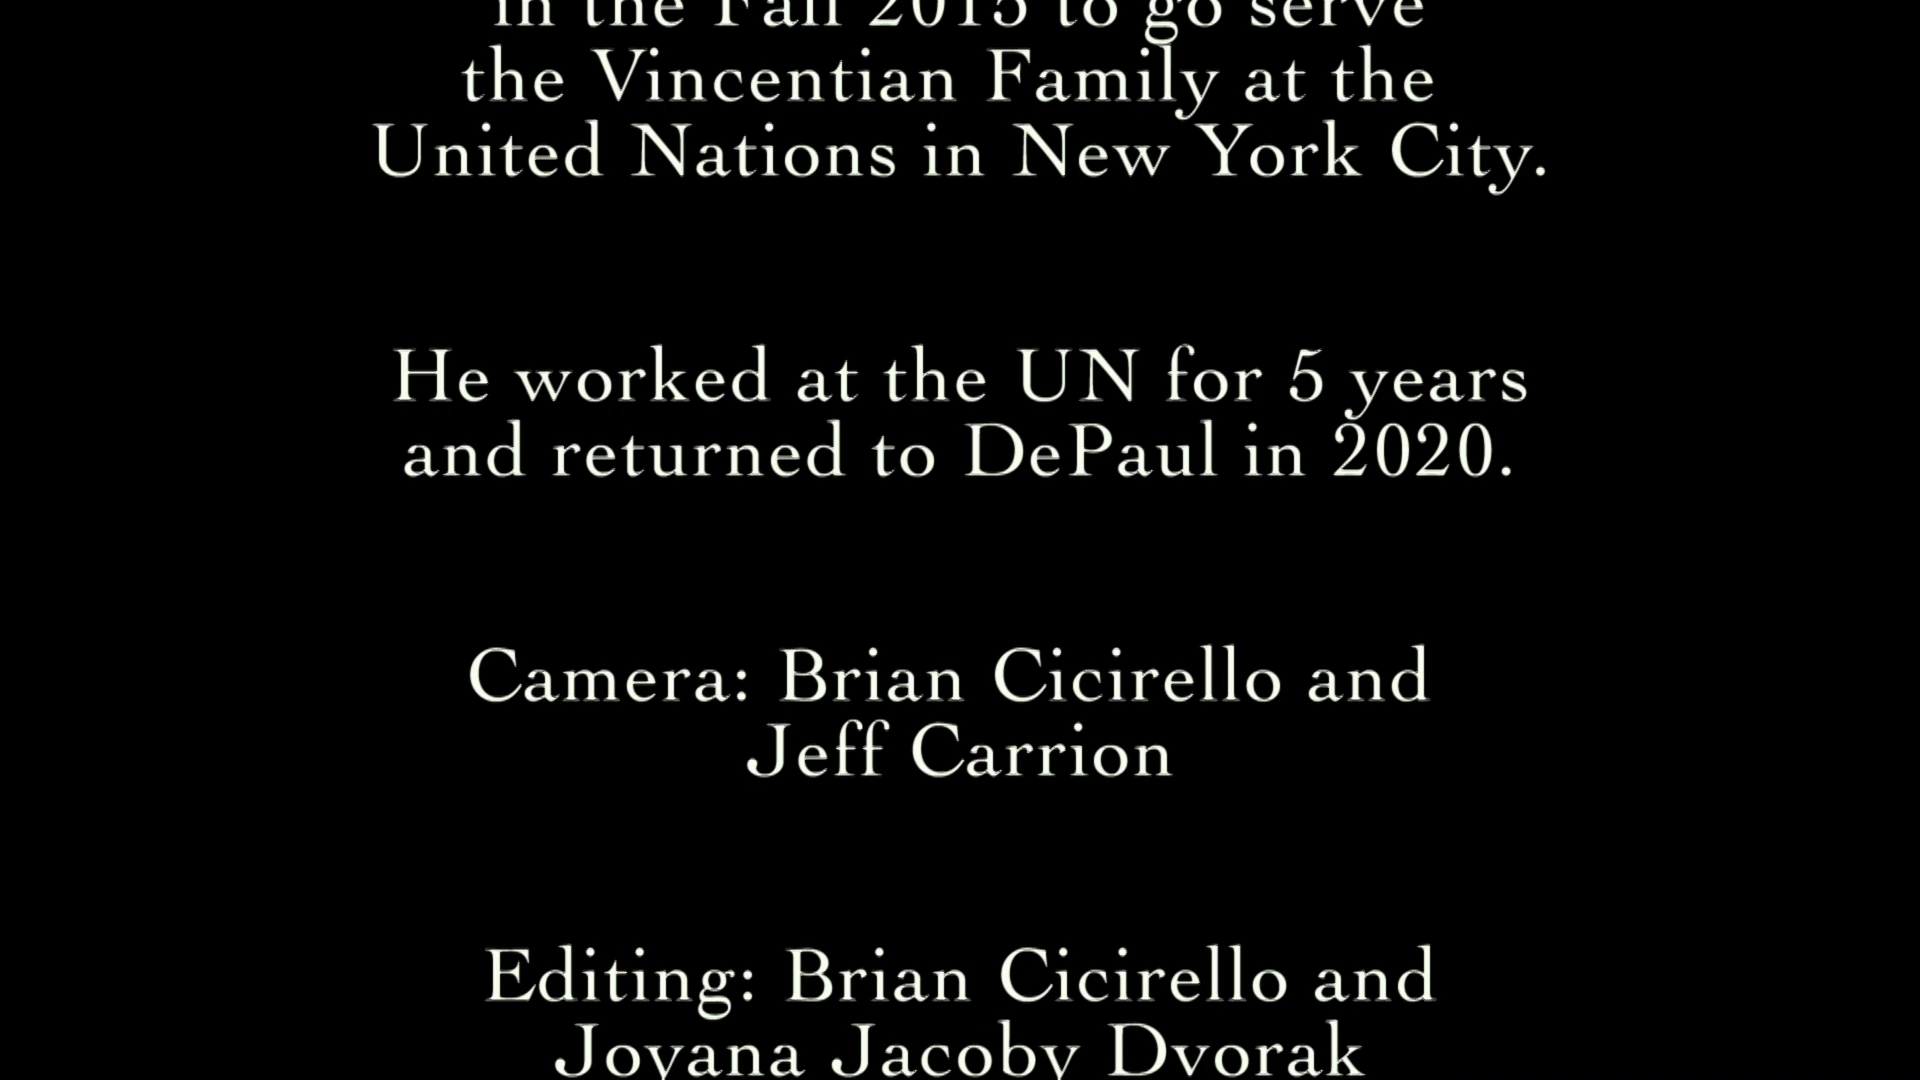 in the Fall 2015 to go serve
the Vincentian Family at the
United Nations in New York City.
He worked at the UN for 5 years
and returned to DePaul in 2020.
Camera: Brian Cicirello and
Jeff Carrion
Editing: Brian Cicirello and
Joyana Jacoby Dvorak